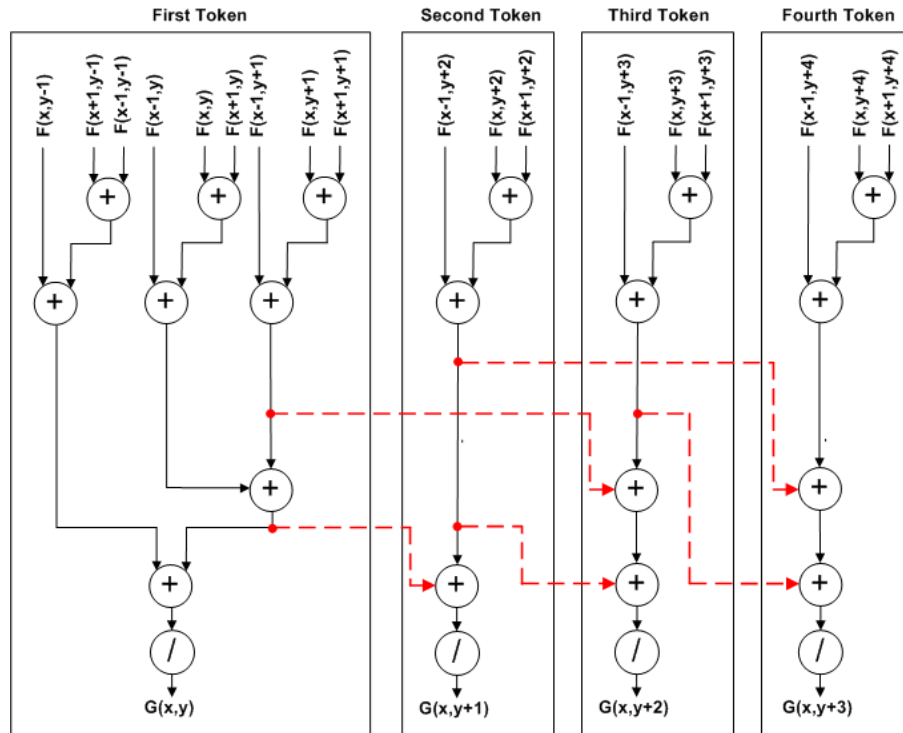 First Token
Second Token
Third Token
Fourth Token
F(x,y-1)
F(x+1,y-1)
F(x-1,y-1)
F(x-1,y)
F(x,y)
F(x+1,y)
F(x-1,y+1)
F(x,y+1)
F(x+1,y+1)
F(x-1,y+2)
F(x,y+2)
F(x+1,y+2)
F(x-1,y+3)
F(x,y+3)
F(x+1,y+3)
F(x-1,y+4)
F(x,y+4)
F(x+1,y+4)
+ + + + + +
+ + + + + +
+ + +
+ + + +
/ / / /
G(x,y)
G(x,y+1)
G(x,y+2)
G(x,y+3)